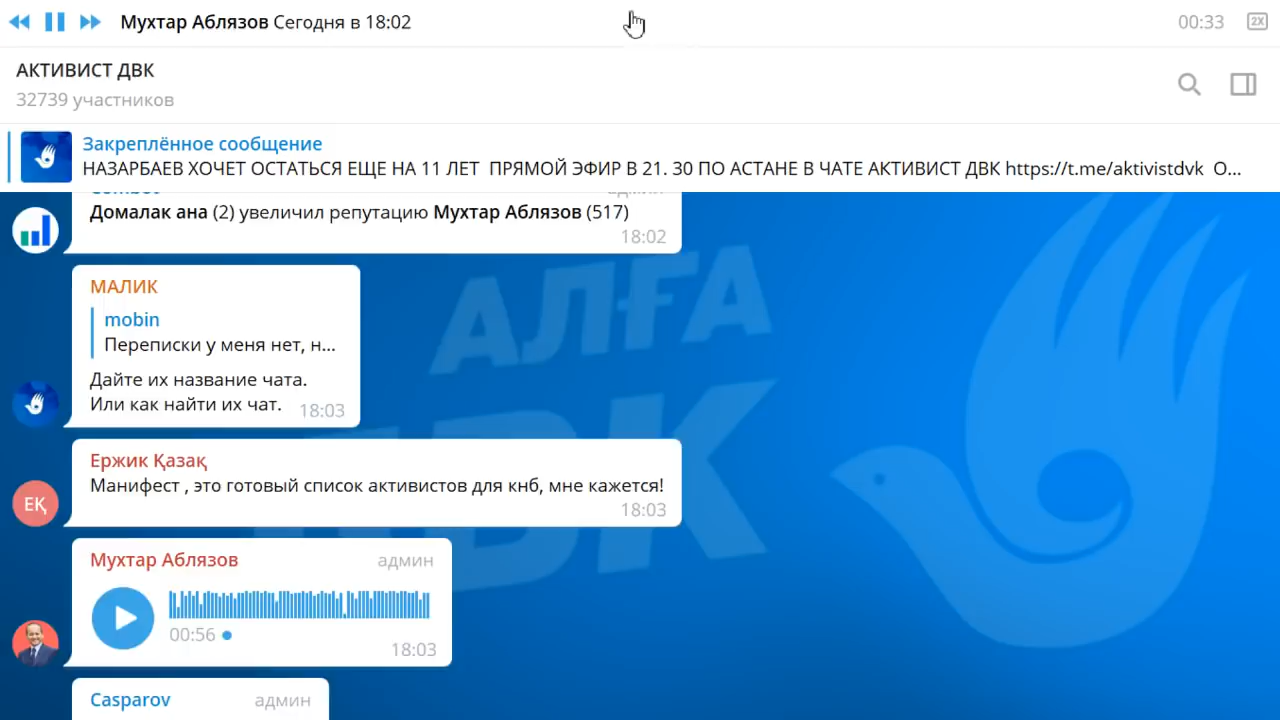 Мухтар Аблязов Сегодня в 18:02
00:33
2X
АКТИВИСТ ДВК
32739 участников
Закреплённое сообщение
НАЗАРБАЕВ ХОЧЕТ ОСТАТЬСЯ ЕЩЕ НА 11 ЛЕТ ПРЯМОЙ ЭФИР В 21. 30 ПО АСТАНЕ В ЧАТЕ АКТИВИСТ ДВК https://t.me/aktivistdvk О...
Домалак ана (2) увеличил репутацию Мухтар Аблязов (517)
18:02
АЛҒА
ДВК
МАЛИК
mobin
Переписки у меня нет, н...
Дайте их название чата.
Или как найти их чат.
18:03
Ержик Қазақ
ЕҚ
Манифест , это готовый список активистов для кнб, мне кажется!
18:03
Мухтар Аблязов
админ
00:56
18:03
Casparov
админ